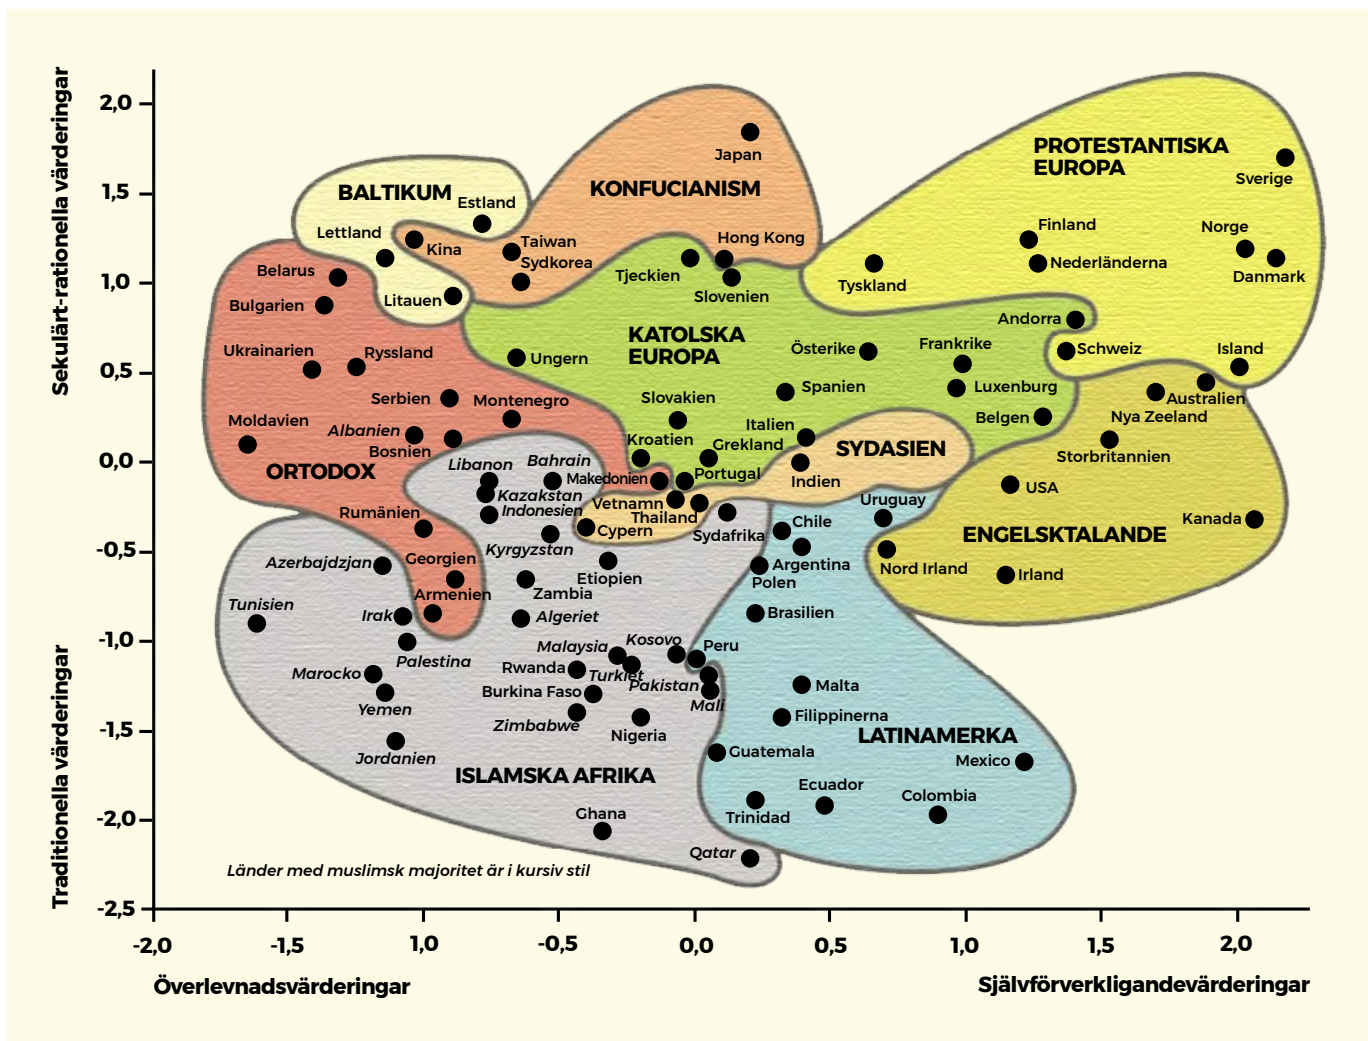 Sekulärt-rationella värderingar
Traditionella värderingar
2,0
1,5
1,0
0,5
0,0
-0,5
-1,0
-1,5
-2,0
-2,5
-2,0
-1,5
1,0
-0,5
0,0
0,5
1,0
1,5
2,0
Överlevnadsvärderingar
Självförverkligandevärderingar
BALTIKUM
Estland
Lettland
Litauen
KONFUCIANISM
Japan
Kina
Taiwan
Sydkorea
Hong Kong
PROTESTANTISKA
EUROPA
Sverige
Norge
Danmark
Finland
Nederländerna
Tyskland
Schweiz
Island
KATOLSKA
EUROPA
Tjeckien
Slovenien
Andorra
Ungern
Österike
Frankrike
Spanien
Luxenburg
Belgen
Slovakien
Italien
Kroatien
Grekland
Portugal
ORTODOX
Belarus
Bulgarien
Ukrainarien
Ryssland
Serbien
Montenegro
Moldavien
Albanien
Bosnien
Makedonien
Rumänien
Georgien
Armenien
SYDASIEN
Indien
Vetnamn
Thailand
Cypern
ENGELSKTALANDE
Australien
Nya Zeeland
Storbritannien
USA
Kanada
Nord Irland
Irland
LATINAMERKA
Uruguay
Chile
Argentina
Polen
Brasilien
Peru
Malta
Filippinerna
Guatemala
Mexico
Ecuador
Colombia
Trinidad
ISLAMSKA AFRIKA
Libanon
Bahrain
Kazakstan
Indonesien
Kyrgyzstan
Sydafrika
Etiopien
Azerbajdzjan
Zambia
Tunisien
Irak
Algeriet
Palestina
Malaysia
Kosovo
Marocko
Rwanda
Turkiet
Pakistan
Burkina Faso
Mali
Yemen
Zimbabwe
Nigeria
Jordanien
Ghana
Qatar
Länder med muslimsk majoritet är i kursiv stil